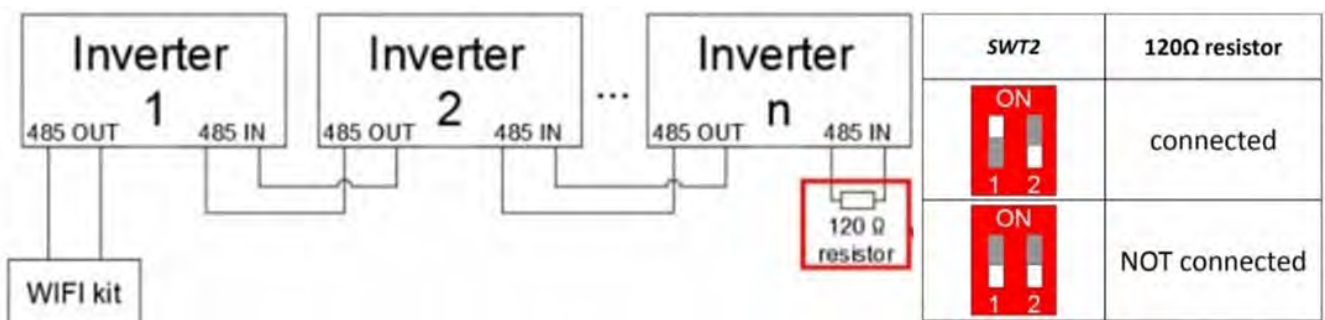 Inverter
1
485 OUT
485 IN
Inverter
2
485 OUT
485 IN
...
Inverter
n
485 OUT
485 IN
120 Ω
resistor
WIFI kit
SWT2
120Ω resistor
ON
1 2
connected
ON
1 2
NOT connected